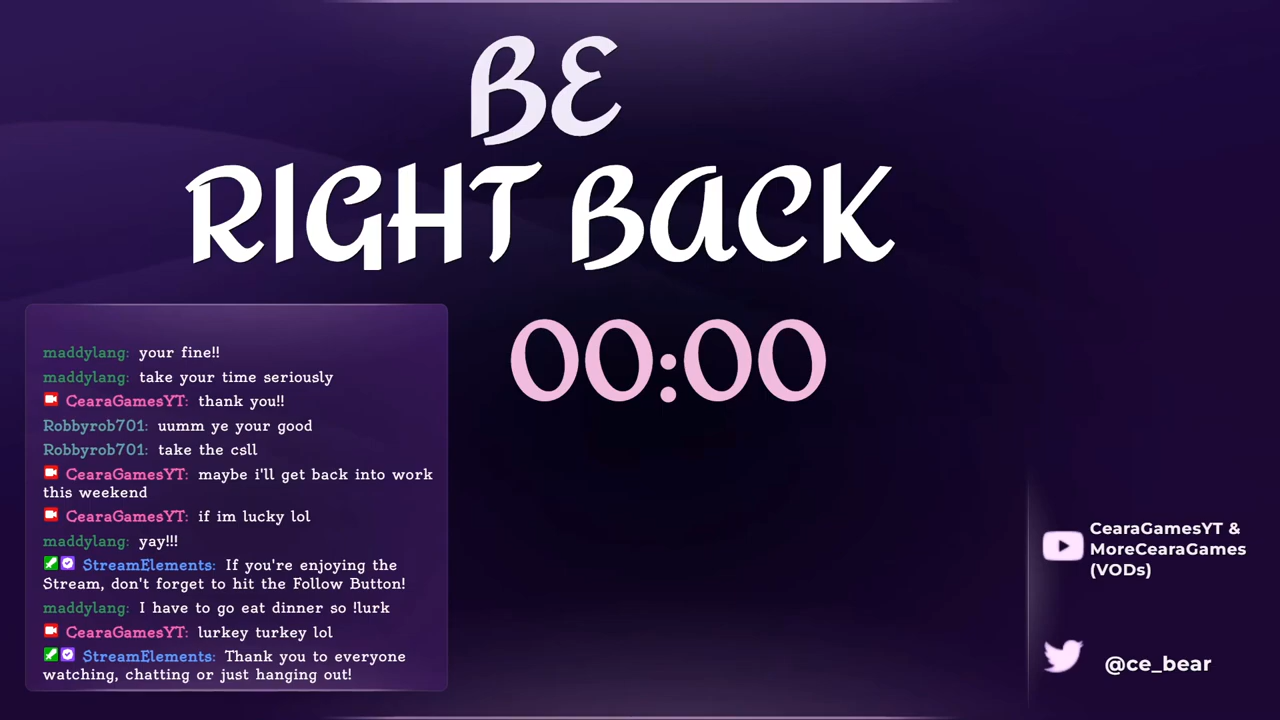 BE
RIGHT BACK
00:00
maddylang: your fine!!
maddylang: take your time seriously
CearaGamesYT: thank you!!
Robbyrob701: uumm ye your good
Robbyrob701: take the csll
CearaGamesYT: maybe i'll get back into work
this weekend
CearaGamesYT: if im lucky lol
maddylang: yay!!!
StreamElements: If you're enjoying the
Stream, don't forget to hit the Follow Button!
maddylang: I have to go eat dinner so !lurk
CearaGamesYT: lurkey turkey lol
StreamElements: Thank you to everyone
watching, chatting or just hanging out!
CearaGamesYT &
MoreCearaGames
(VODs)
@ce_bear